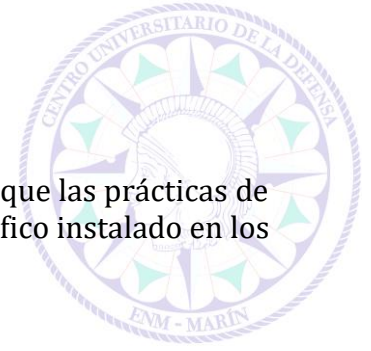 CENTRO UNIVERSITARIO DE LA DEFENSA
que las prácticas de
fico instalado en los
ENM - MARÍN